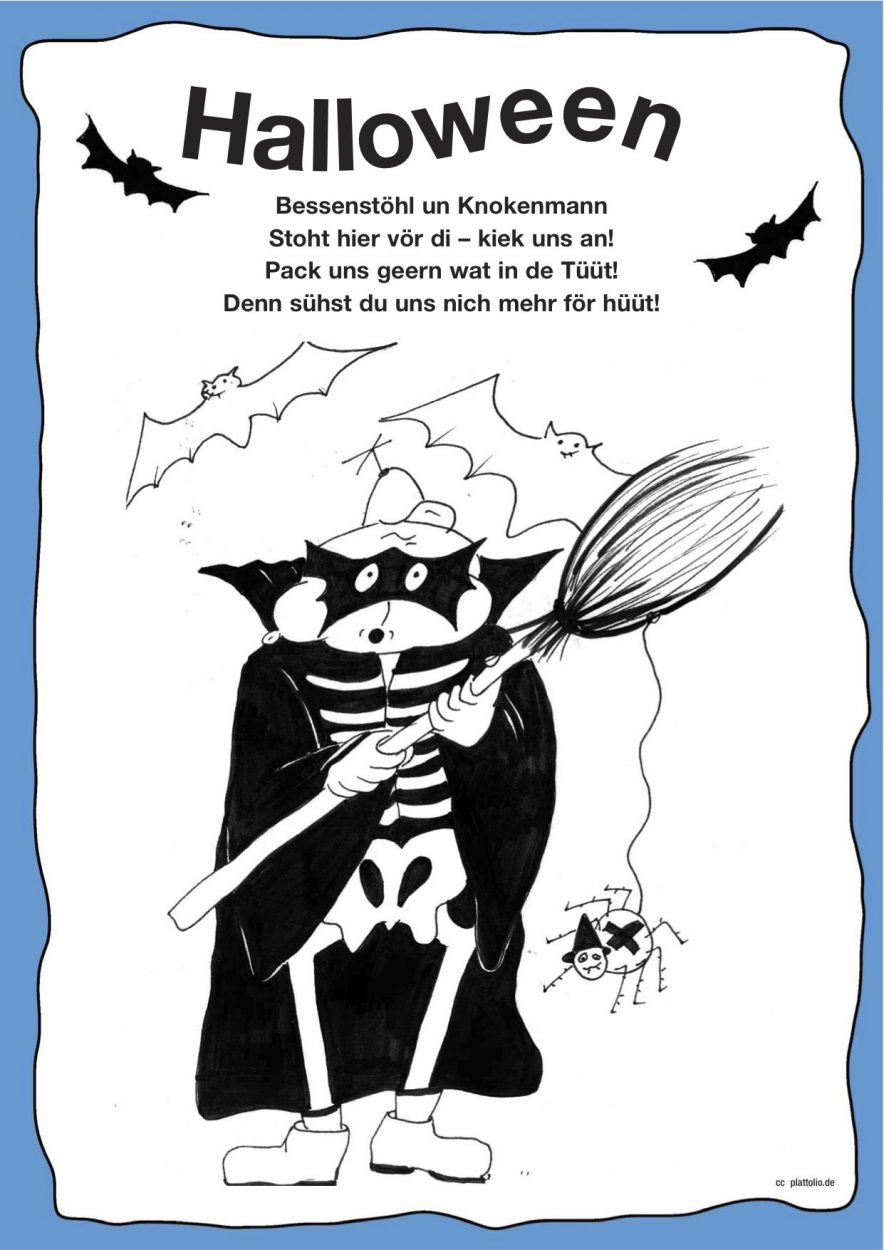 Halloween
Bessenstöhl un Knokenmann
Stoht hier vör di – kiek uns an!
Pack uns geern wat in de Tüüt!
Denn sühst du uns nich mehr för hüüt!
cc plattolio.de